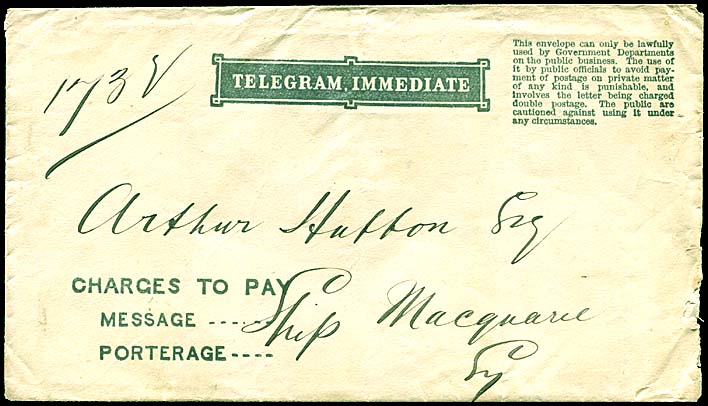 173
TELEGRAM, IMMEDIATE
This envelope can only be lawfully
used by Government Departments
on the public business. The use of
it by public officials to avoid pay-
ment of postage on private matter
of any kind is punishable, and
involves the letter being charged
double postage. The public are
cautioned against using it under
any circumstances.
Arthur Hutton Esq
CHARGES TO PAY
MESSAGE ------
Ship Macquarie
PORTERAGE ----